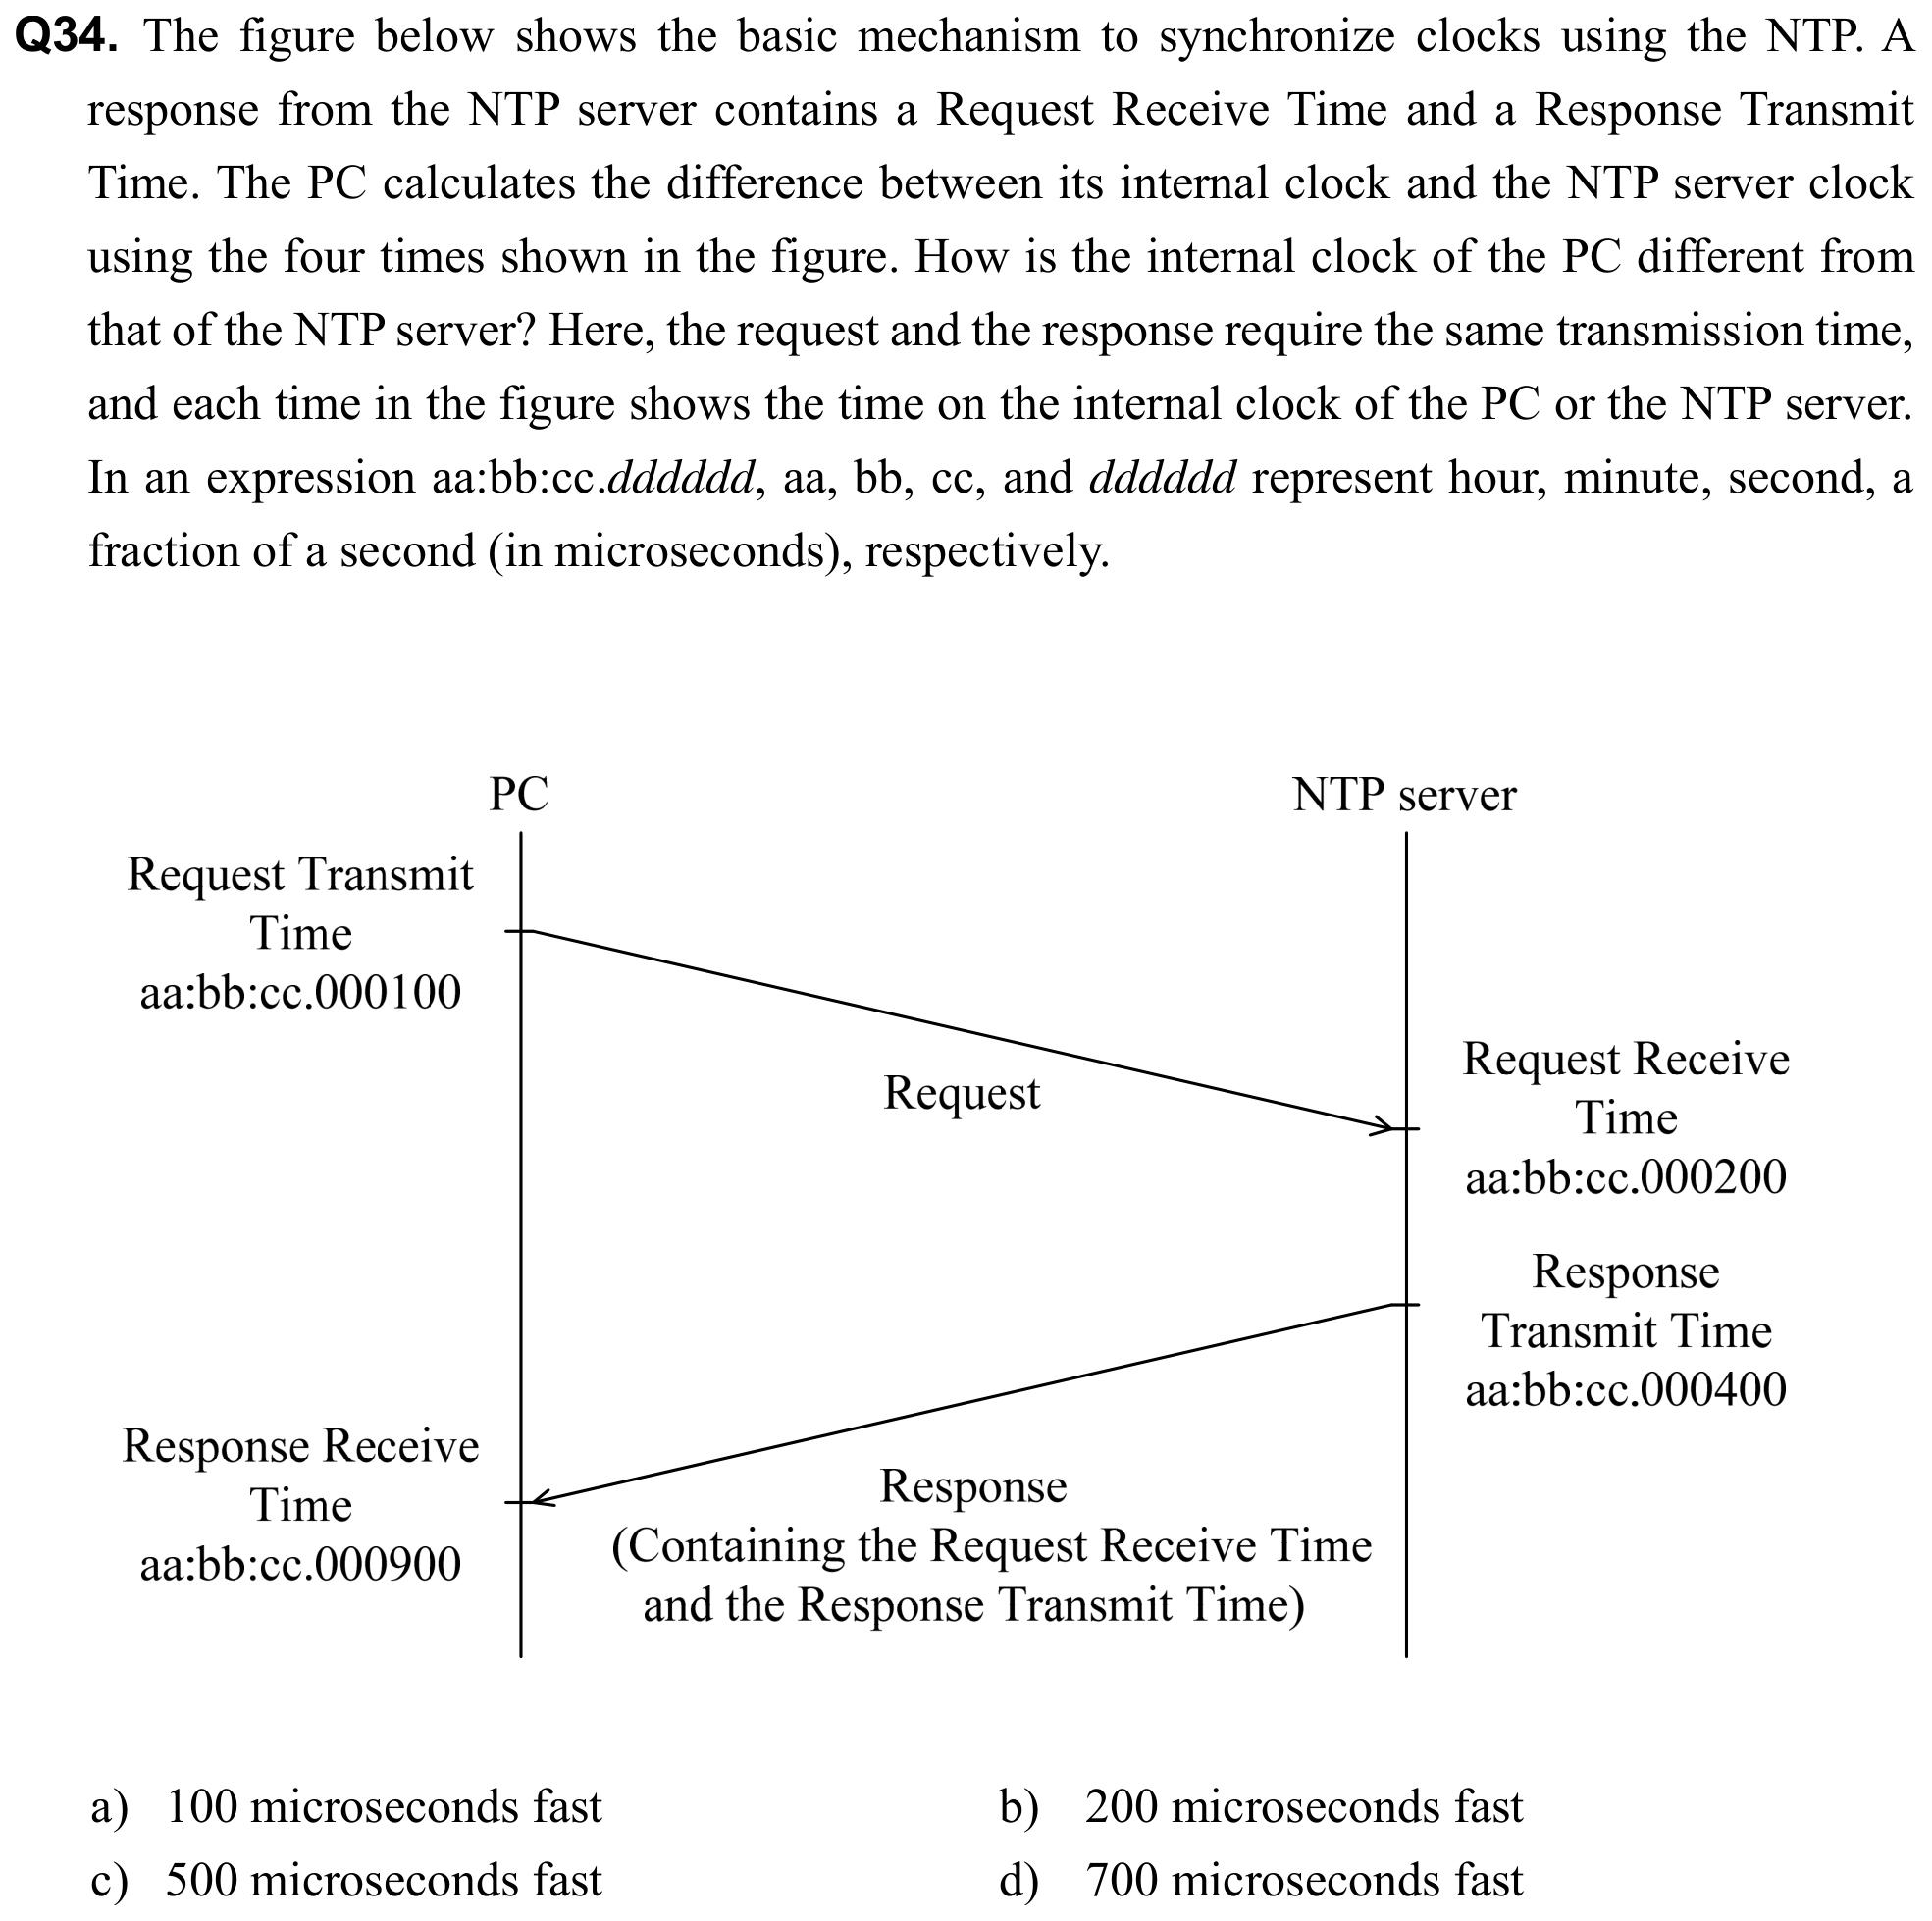 Q34. The figure below shows the basic mechanism to synchronize clocks using the NTP. A
response from the NTP server contains a Request Receive Time and a Response Transmit
Time. The PC calculates the difference between its internal clock and the NTP server clock
using the four times shown in the figure. How is the internal clock of the PC different from
that of the NTP server? Here, the request and the response require the same transmission time,
and each time in the figure shows the time on the internal clock of the PC or the NTP server.
In an expression aa:bb:cc.dddddd, aa, bb, cc, and dddddd represent hour, minute, second, a
fraction of a second (in microseconds), respectively.
PC
NTP server
Request Transmit
Time
aa:bb:cc.000100
Request
Request Receive
Time
aa:bb:cc.000200
Response
Transmit Time
aa:bb:cc.000400
Response Receive
Time
aa:bb:cc.000900
Response
(Containing the Request Receive Time
and the Response Transmit Time)
a) 100 microseconds fast
b) 200 microseconds fast
c) 500 microseconds fast
d) 700 microseconds fast